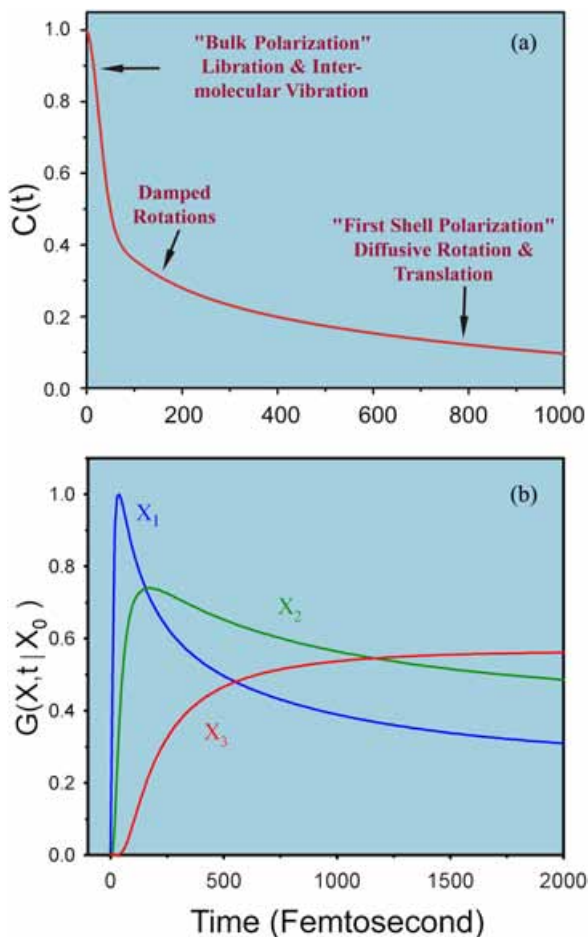 (a)
"Bulk Polarization"
Libration & Inter-
molecular Vibration
Damped
Rotations
"First Shell Polarization"
Diffusive Rotation &
Translation
C(t)
1.0
0.8
0.6
0.4
0.2
0.0
0 200 400 600 800 1000
(b)
X1
X2
X3
G(X,t | X0)
1.0
0.8
0.6
0.4
0.2
0.0
0 500 1000 1500 2000
Time (Femtosecond)